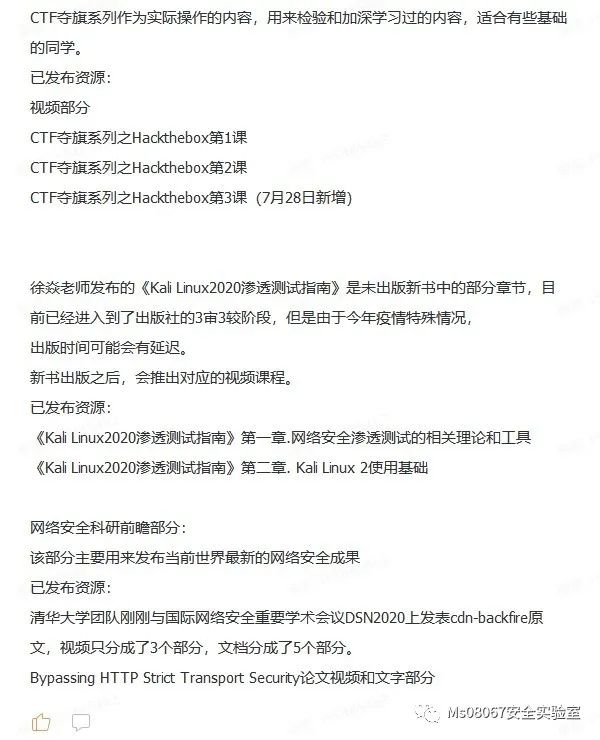 CTF夺旗系列作为实际操作的内容，用来检验和加深学习过的内容，适合有些基础
的同学。
已发布资源：
视频部分
CTF夺旗系列之Hackthebox第1课
CTF夺旗系列之Hackthebox第2课
CTF夺旗系列之Hackthebox第3课（7月28日新增）
徐焱老师发布的《Kali Linux2020渗透测试指南》是未出版新书中的部分章节，目
前已经进入到了出版社的3审3较阶段，但是由于今年疫情特殊情况，
出版时间可能会有延迟。
新书出版之后，会推出对应的视频课程。
已发布资源：
《Kali Linux2020渗透测试指南》第一章.网络安全渗透测试的相关理论和工具
《Kali Linux2020渗透测试指南》第二章. Kali Linux 2使用基础
网络安全科研前瞻部分：
该部分主要用来发布当前世界最新的网络安全成果
已发布资源：
清华大学团队刚刚与国际网络安全重要学术会议DSN2020上发表cdn-backfire原
文，视频只分成了3个部分，文档分成了5个部分。
Bypassing HTTP Strict Transport Security论文视频和文字部分
Ms08067安全实验室